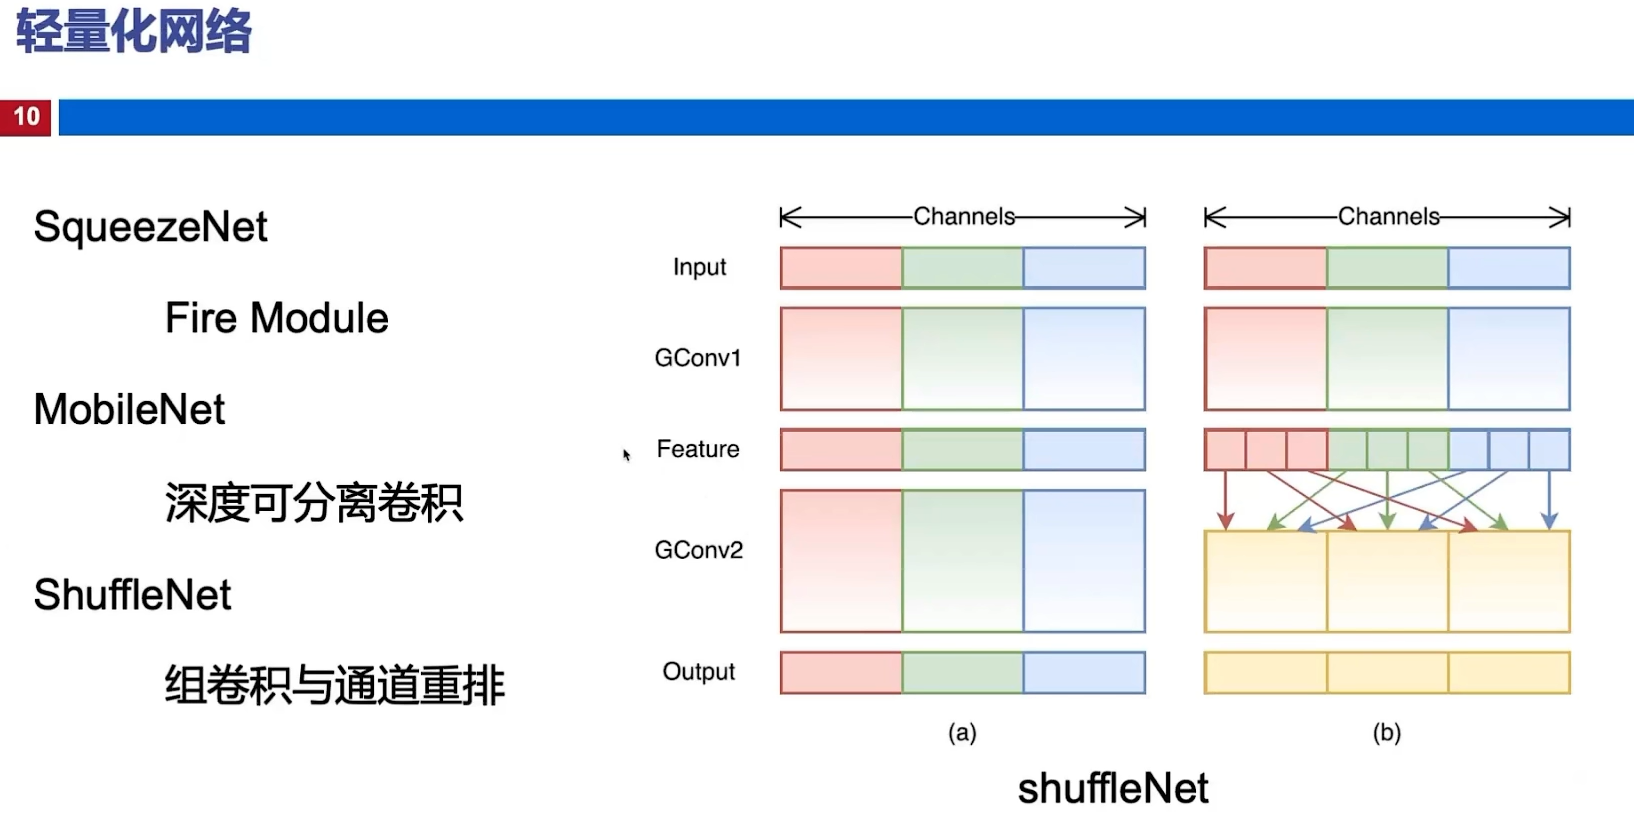 轻量化网络
10
SqueezeNet
Fire Module
MobileNet
深度可分离卷积
ShuffleNet
组卷积与通道重排
Channels
Channels
Input
GConv1
Feature
GConv2
Output
(a)
(b)
shuffleNet